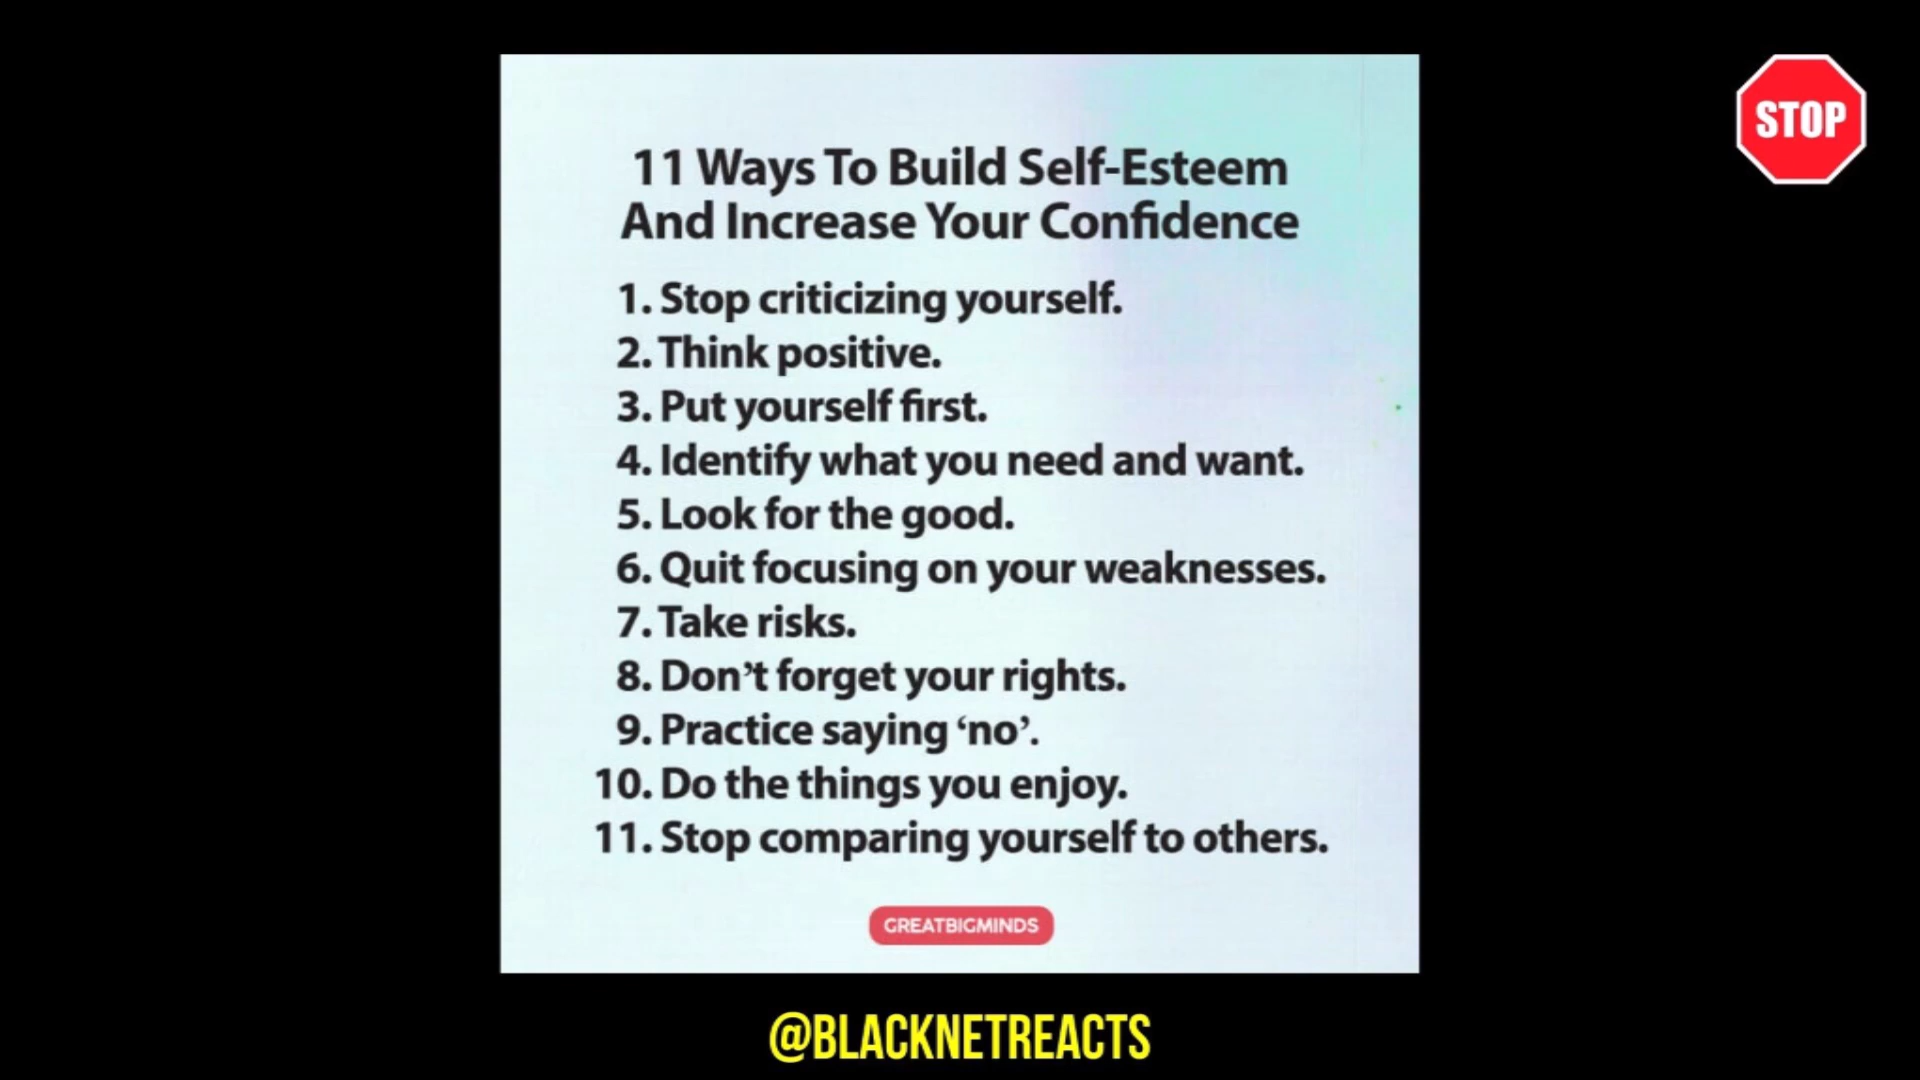 STOP
11 Ways To Build Self-Esteem
And Increase Your Confidence
1. Stop criticizing yourself.
2. Think positive.
3. Put yourself first.
4. Identify what you need and want.
5. Look for the good.
6. Quit focusing on your weaknesses.
7. Take risks.
8. Don’t forget your rights.
9. Practice saying ‘no’.
10. Do the things you enjoy.
11. Stop comparing yourself to others.
GREATBIGMINDS
@BLACKNETREACTS